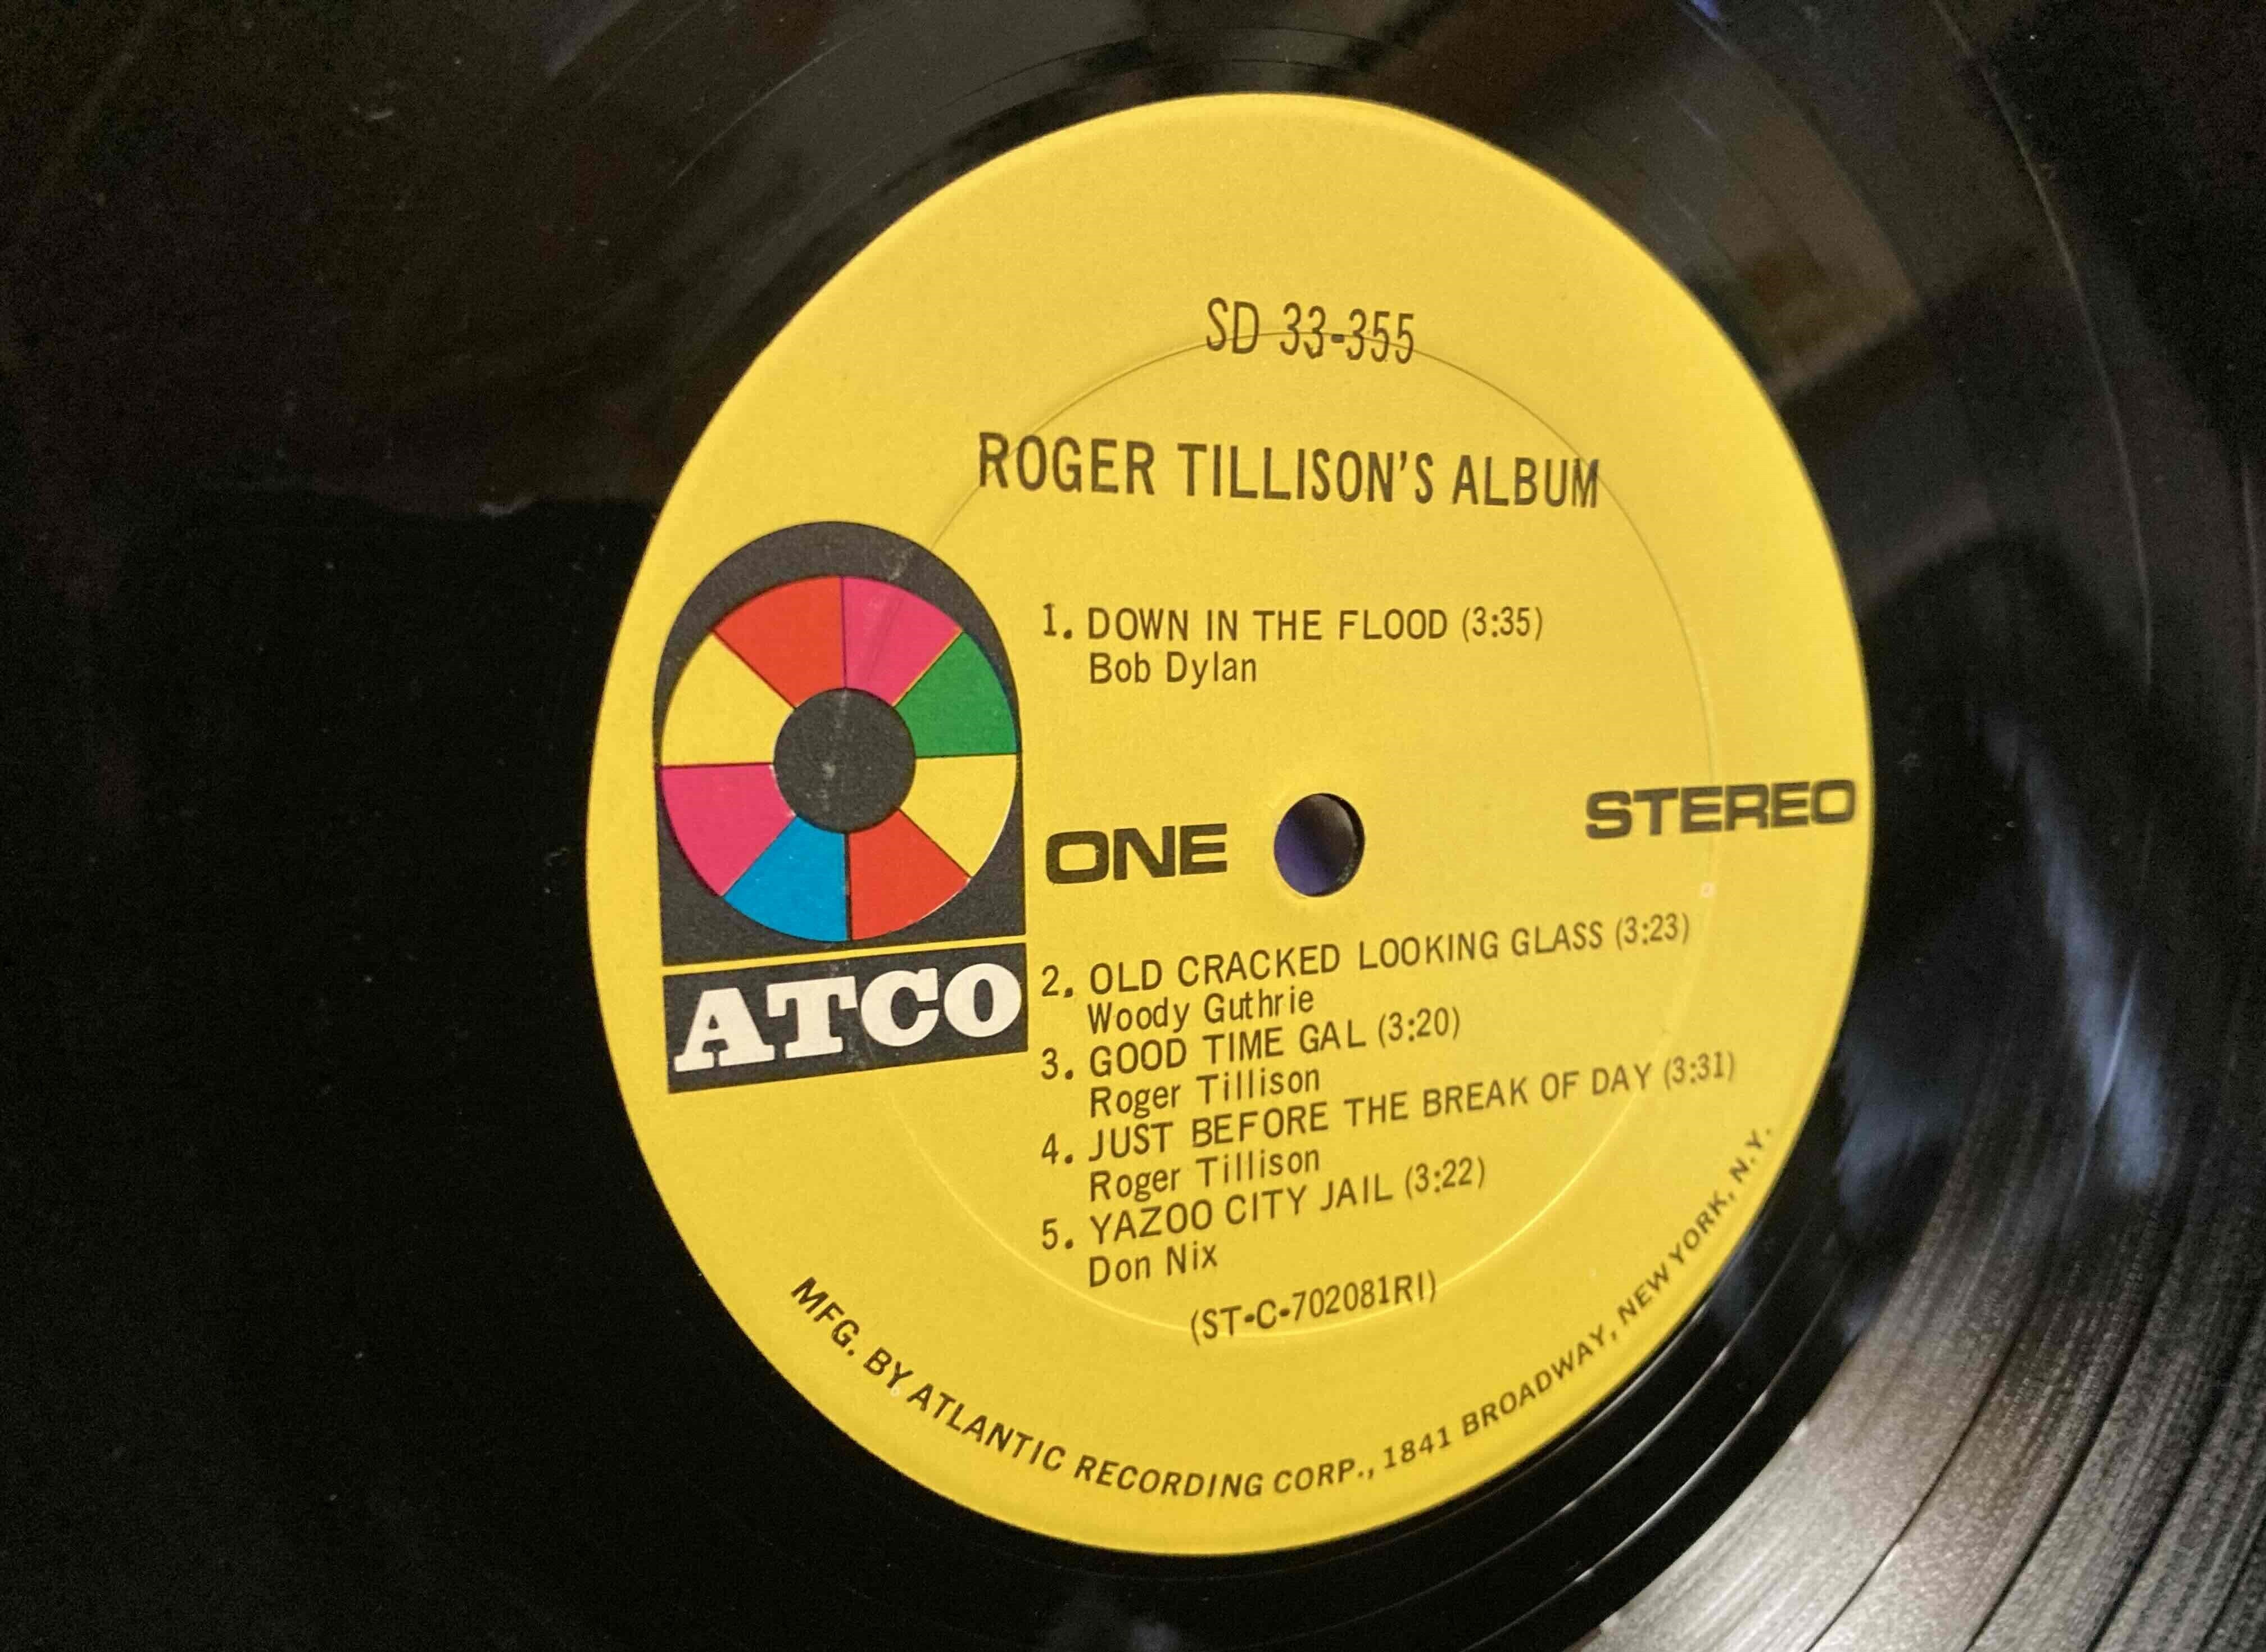 SD 33-355
ROGER TILLISON'S ALBUM
1. DOWN IN THE FLOOD (3:35)
Bob Dylan
ONE
STEREO
ATCO
2. OLD CRACKED LOOKING GLASS (3:23)
Woody Guthrie
3. GOOD TIME GAL (3:20)
Roger Tillison
4. JUST BEFORE THE BREAK OF DAY (3:31)
Roger Tillison
5. YAZOO CITY JAIL (3:22)
Don Nix
(ST-C-702081RI)
MFG. BY ATLANTIC RECORDING CORP., 1841 BROADWAY, NEW YORK, N.Y.